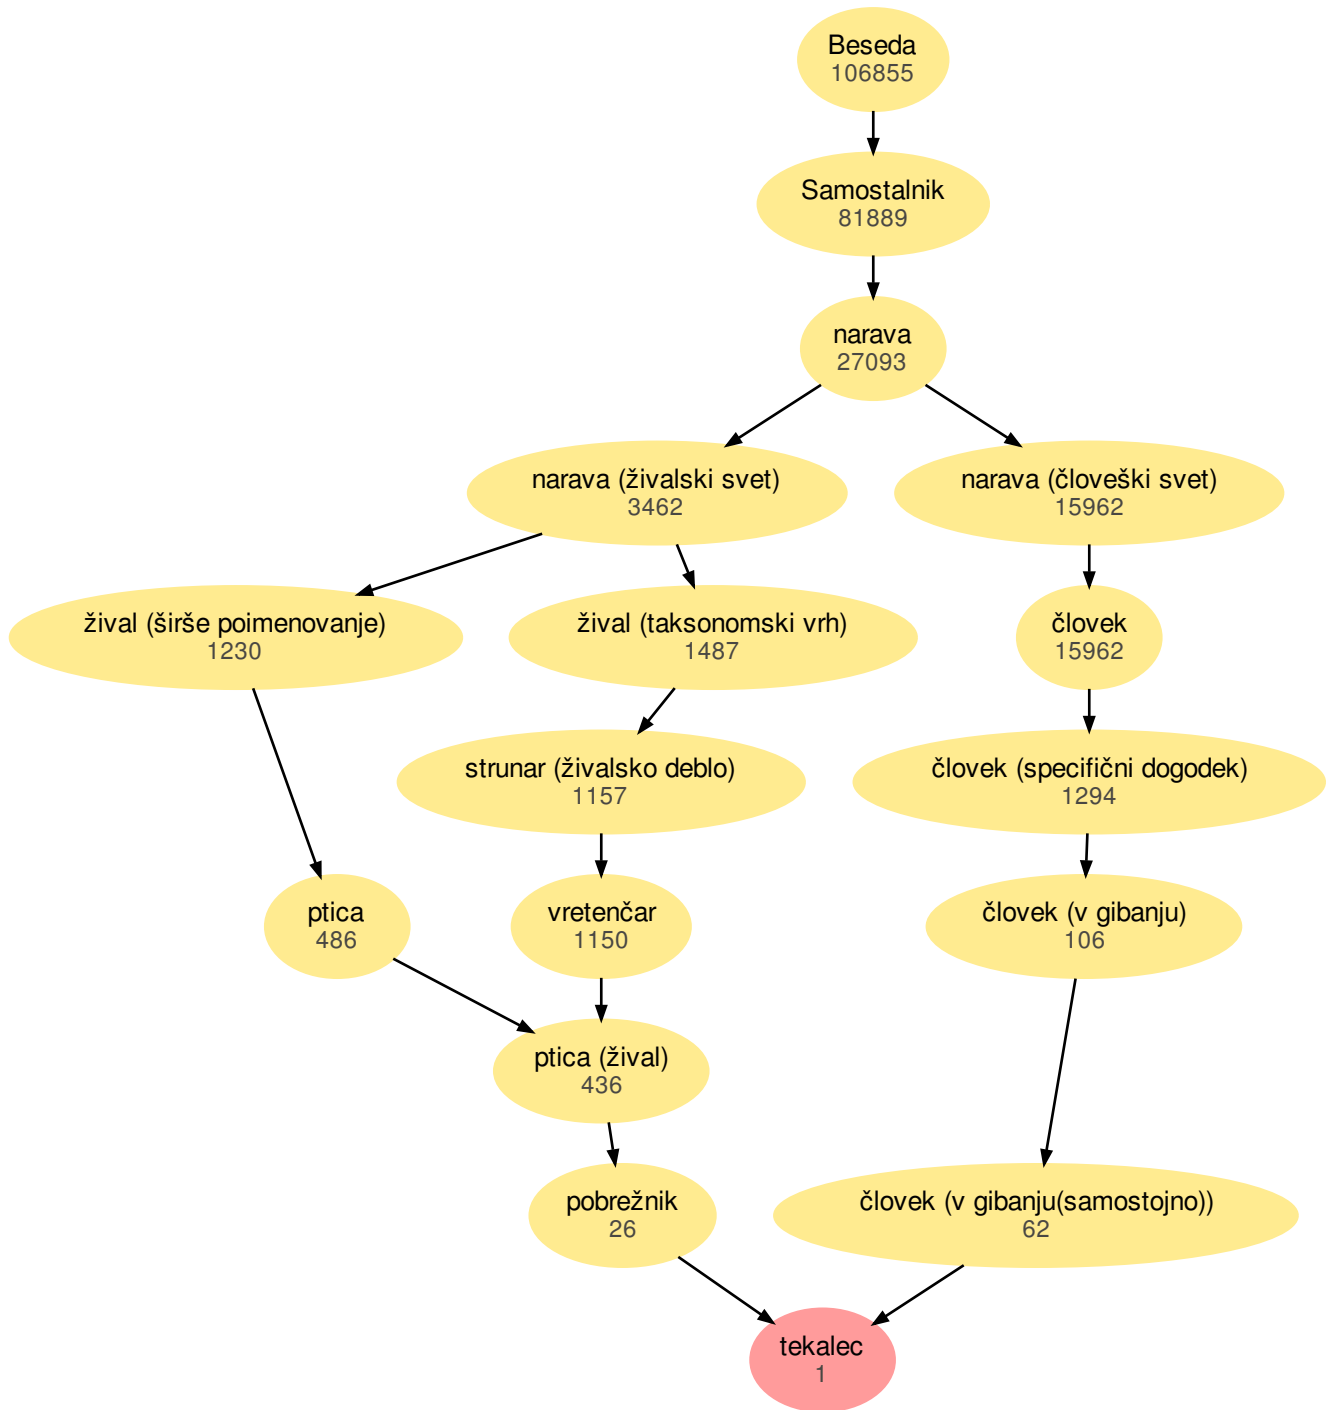 Beseda
106855
Samostalnik
81889
narava
27093
narava (živalski svet)
3462
narava (človeški svet)
15962
žival (širše poimenovanje)
1230
žival (taksonomski vrh)
1487
človek
15962
strunar (živalsko deblo)
1157
človek (specifični dogodek)
1294
ptica
486
vretenčar
1150
človek (v gibanju)
106
ptica (žival)
436
pobrežnik
26
človek (v gibanju(samostojno))
62
tekalec
1